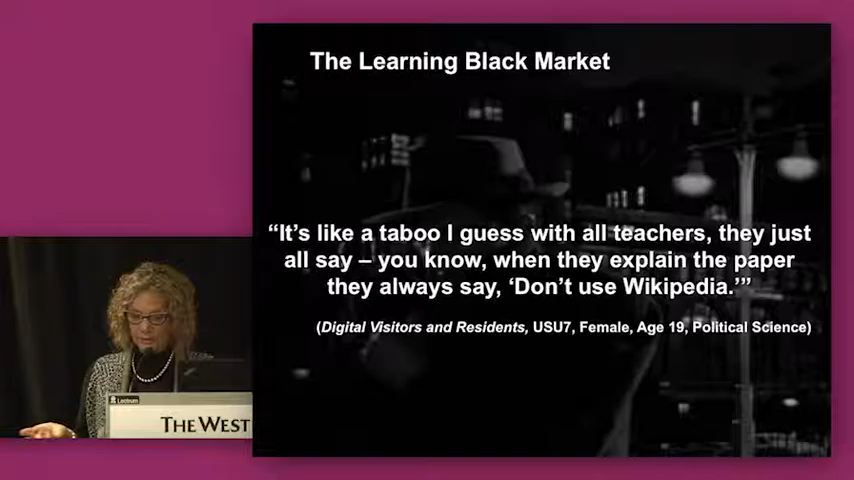 The Learning Black Market
“It’s like a taboo I guess with all teachers, they just
all say – you know, when they explain the paper
they always say, ‘Don’t use Wikipedia.’”
(Digital Visitors and Residents, USU7, Female, Age 19, Political Science)
Lectrum
THE WEST